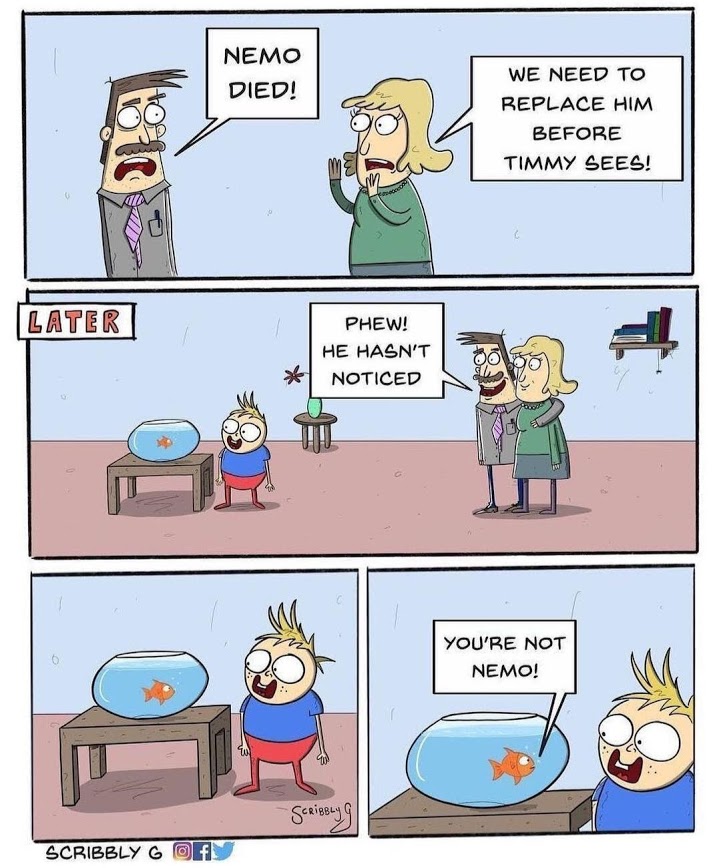 NEMO
DIED!
WE NEED TO
REPLACE HIM
BEFORE
TIMMY SEES!
LATER
PHEW!
HE HASN'T
NOTICED
YOU'RE NOT
NEMO!
SCRIBBLY G
SCRIBBLY G